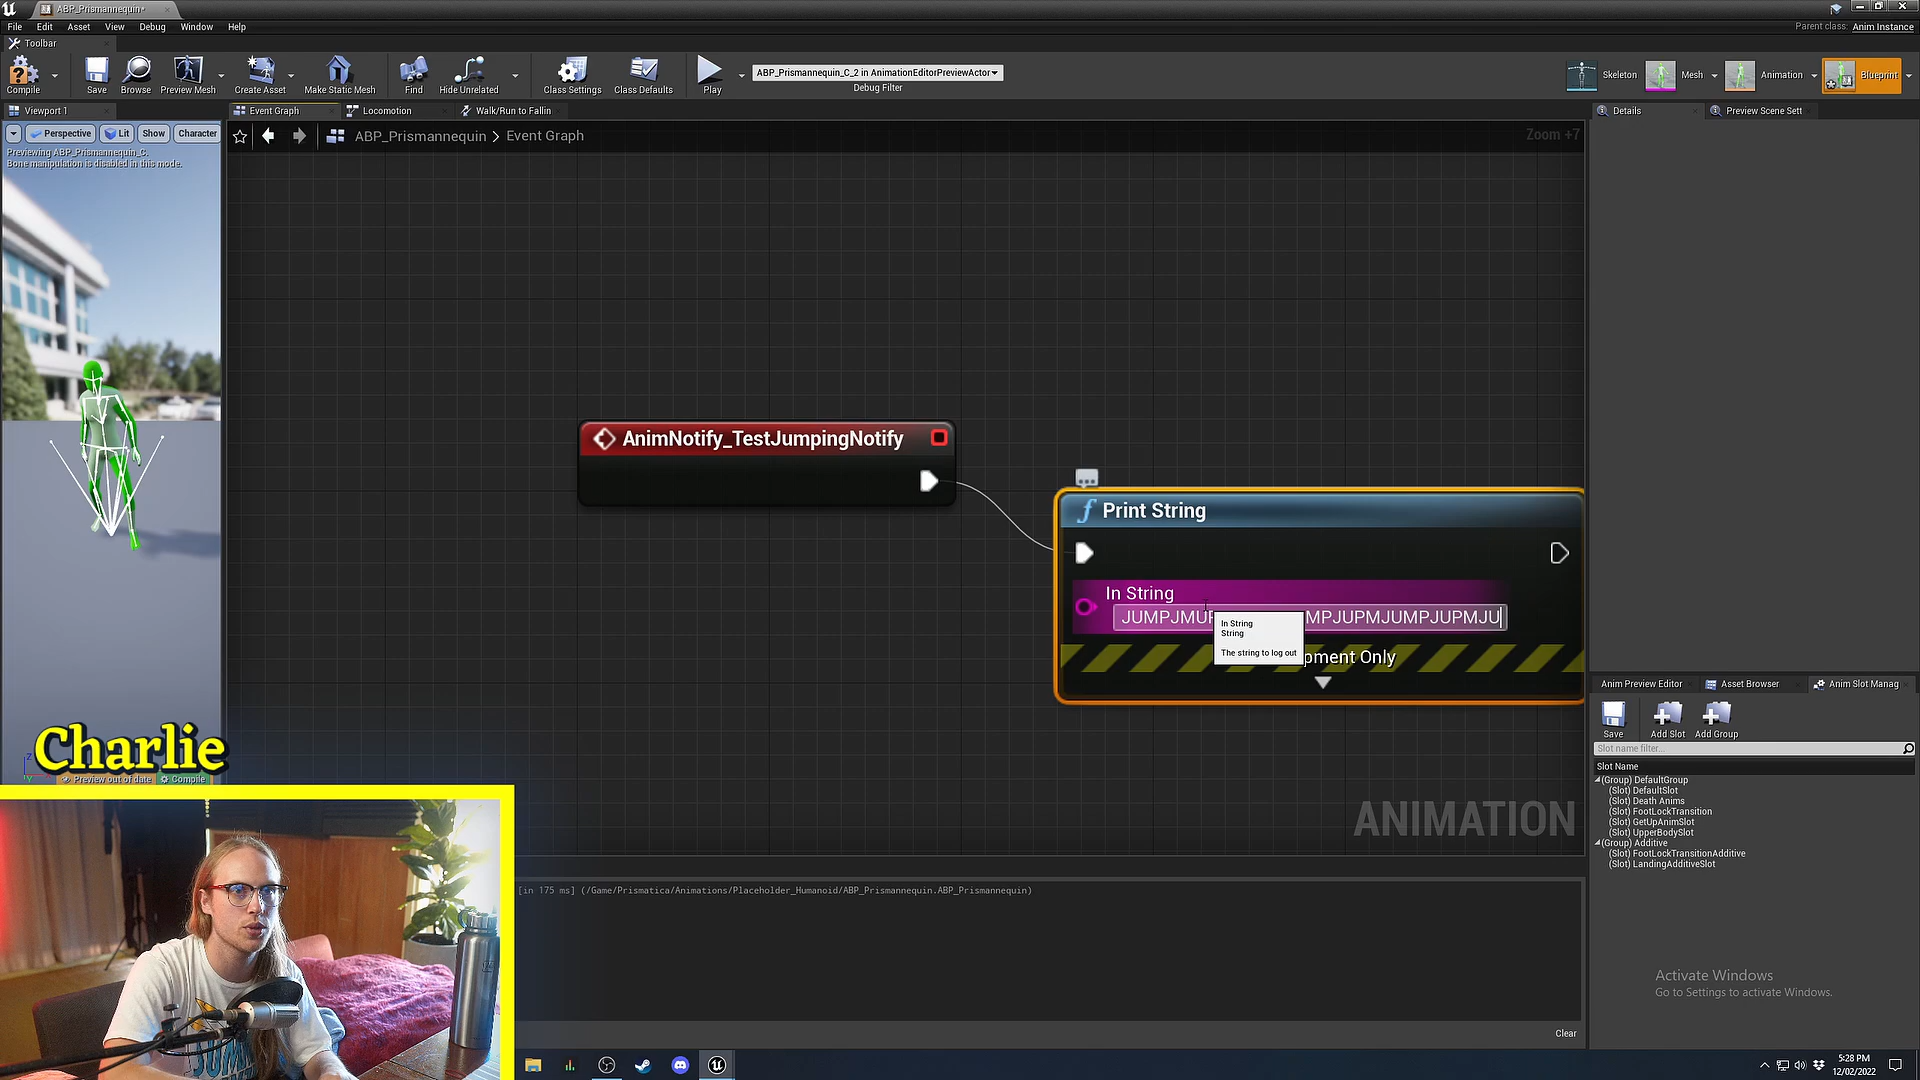 ABP_Prismannequin*
File Edit Asset View Debug Window Help
Parent class: Anim Instance
Toolbar
Compile Save Browse Preview Mesh Create Asset Make Static Mesh Find Hide Unrelated Class Settings Class Defaults Play
ABP_Prismannequin_C_2 in AnimationEditorPreviewActor
Debug Filter
Skeleton Mesh Animation Blueprint
Viewport 1
Event Graph Locomotion Walk/Run to Fallin
Details Preview Scene Sett
Perspective Lit Show Character
ABP_Prismannequin > Event Graph
Zoom +7
Previewing ABP_Prismannequin_C.
Bone manipulation is disabled in this mode.
AnimNotify_TestJumpingNotify
Print String
In String
MPJUPMJUMPJUPMJU
In String
String
The string to log out
pment Only
Anim Preview Editor Asset Browser Anim Slot Manag
Save Add Slot Add Group
Slot name filter...
Slot Name
(Group) DefaultGroup
(Slot) DefaultSlot
(Slot) Death Anims
(Slot) FootLockTransition
(Slot) GetUpAnimSlot
(Slot) UpperBodySlot
(Group) Additive
(Slot) FootLockTransitionAdditive
(Slot) LandingAdditiveSlot
Charlie
Preview out of date Compile
ANIMATION
[in 175 ms] (/Game/Prismatica/Animations/Placeholder_Humanoid/ABP_Prismannequin.ABP_Prismannequin)
Activate Windows
Go to Settings to activate Windows.
Clear
5:28 PM
12/02/2022